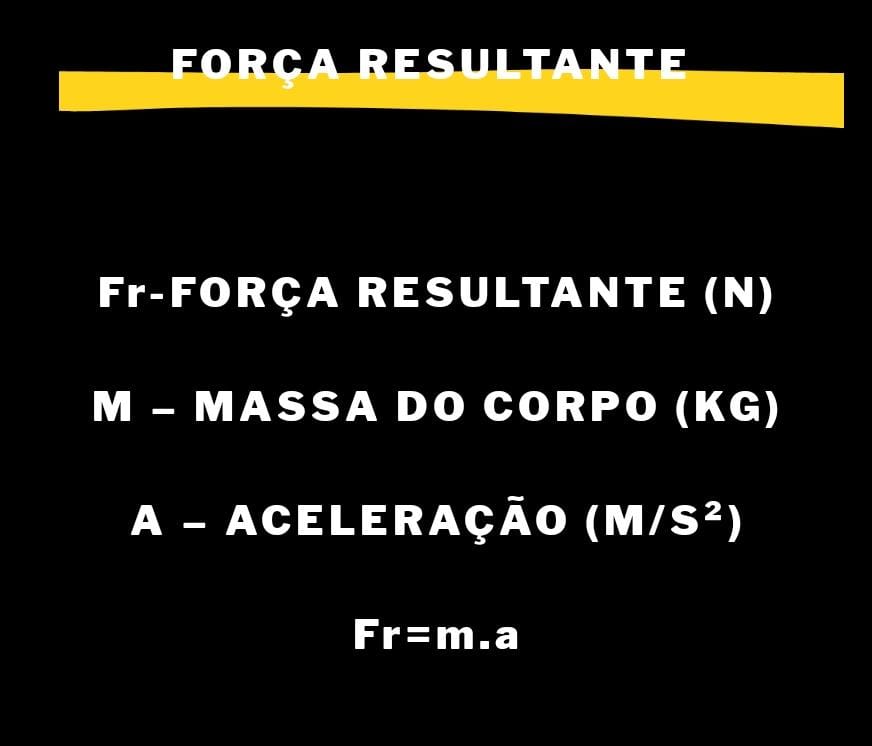 FORÇA RESULTANTE
Fr-FORÇA RESULTANTE (N)
M – MASSA DO CORPO (KG)
A – ACELERAÇÃO (M/S²)
Fr=m.a